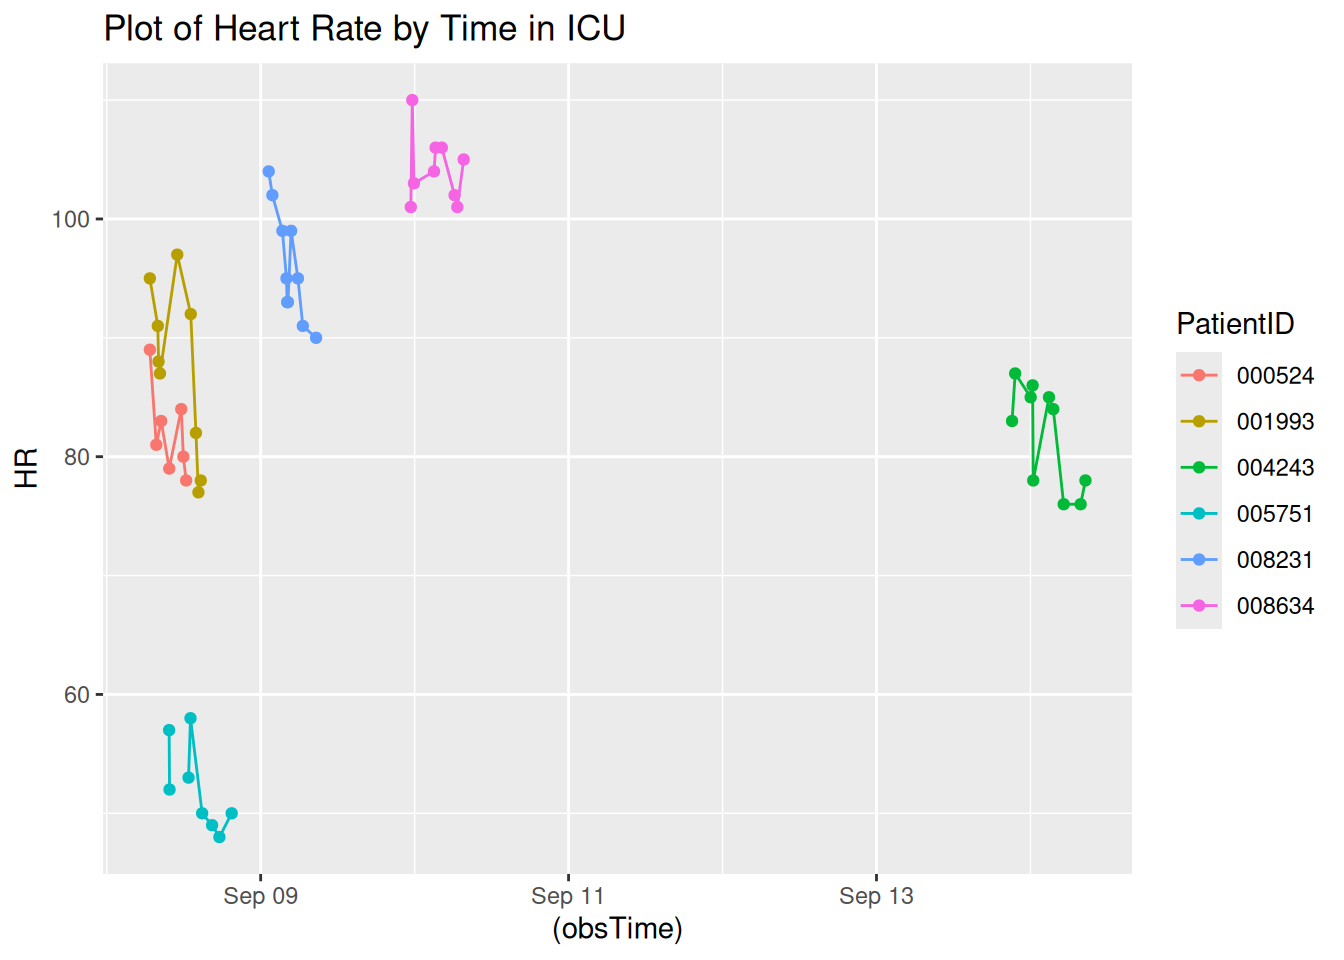 Plot of Heart Rate by Time in ICU
HR
100
80
60
Sep 09
Sep 11
Sep 13
(obsTime)
PatientID
000524
001993
004243
005751
008231
008634